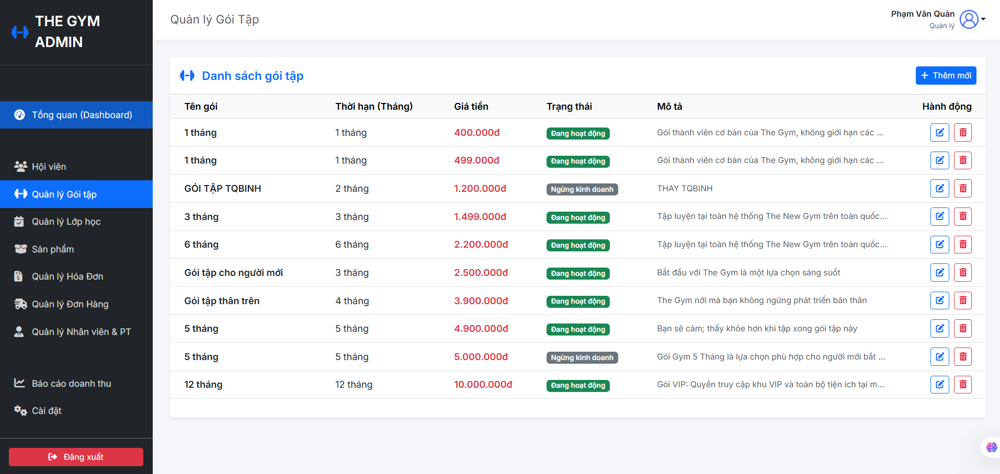 THE GYM
ADMIN
Tổng quan (Dashboard)
Hội viên
Quản lý Gói tập
Quản lý Lớp học
Sản phẩm
Quản lý Hóa Đơn
Quản lý Đơn Hàng
Quản lý Nhân viên & PT
Báo cáo doanh thu
Cài đặt
Đăng xuất
Quản lý Gói Tập
Phạm Văn Quản
Quản lý
Danh sách gói tập
+ Thêm mới
Tên gói Thời hạn (Tháng) Giá tiền Trạng thái Mô tả Hành động
1 tháng 1 tháng 400.000đ Đang hoạt động Gói thành viên cơ bản của The Gym, không giới hạn các ...
1 tháng 1 tháng 499.000đ Đang hoạt động Gói thành viên cơ bản của The Gym, không giới hạn các ...
GÓI TẬP TQBINH 2 tháng 1.200.000đ Ngừng kinh doanh THAY TQBINH
3 tháng 3 tháng 1.499.000đ Đang hoạt động Tập luyện tại toàn hệ thống The New Gym trên toàn quốc...
6 tháng 6 tháng 2.200.000đ Đang hoạt động Tập luyện tại toàn hệ thống The New Gym trên toàn quốc...
Gói tập cho người mới 3 tháng 2.500.000đ Đang hoạt động Bắt đầu với The Gym là một lựa chọn sáng suốt
Gói tập thân trên 4 tháng 3.900.000đ Đang hoạt động The Gym nới mà bạn không ngừng phát triển bản thân
5 tháng 5 tháng 4.900.000đ Đang hoạt động Bạn sẽ cảm; thấy khỏe hơn khi tập xong gói tập này
5 tháng 5 tháng 5.000.000đ Ngừng kinh doanh Gói Gym 5 Tháng là lựa chọn phù hợp cho người mới bắt ...
12 tháng 12 tháng 10.000.000đ Đang hoạt động Gói VIP: Quyền truy cập khu VIP và toàn bộ tiện ích tại m...